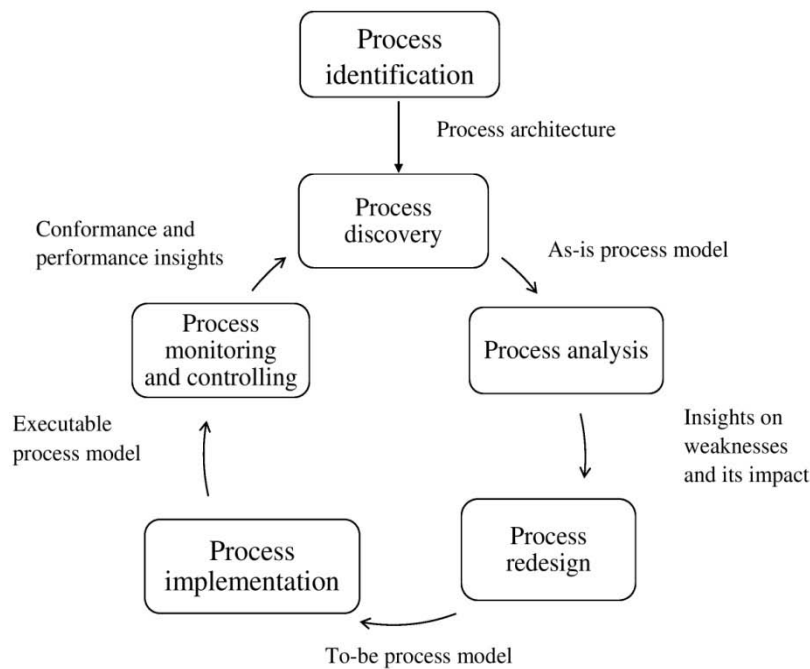 Process
identification
Process architecture
Process
discovery
As-is process model
Process analysis
Insights on
weaknesses
and its impact
Process
redesign
To-be process model
Process
implementation
Executable
process model
Process
monitoring
and controlling
Conformance and
performance insights